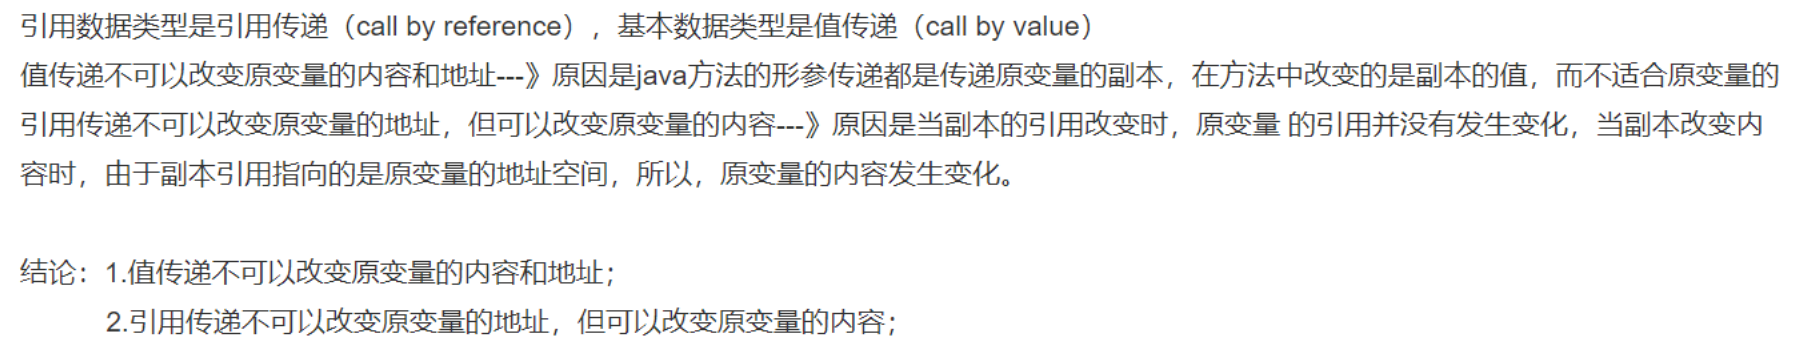 引用数据类型是引用传递（call by reference），基本数据类型是值传递（call by value）
值传递不可以改变原变量的内容和地址---》原因是java方法的形参传递都是传递原变量的副本，在方法中改变的是副本的值，而不适合原变量的
引用传递不可以改变原变量的地址，但可以改变原变量的内容---》原因是当副本的引用改变时，原变量 的引用并没有发生变化，当副本改变内
容时，由于副本引用指向的是原变量的地址空间，所以，原变量的内容发生变化。
结论：1.值传递不可以改变原变量的内容和地址；
2.引用传递不可以改变原变量的地址，但可以改变原变量的内容；